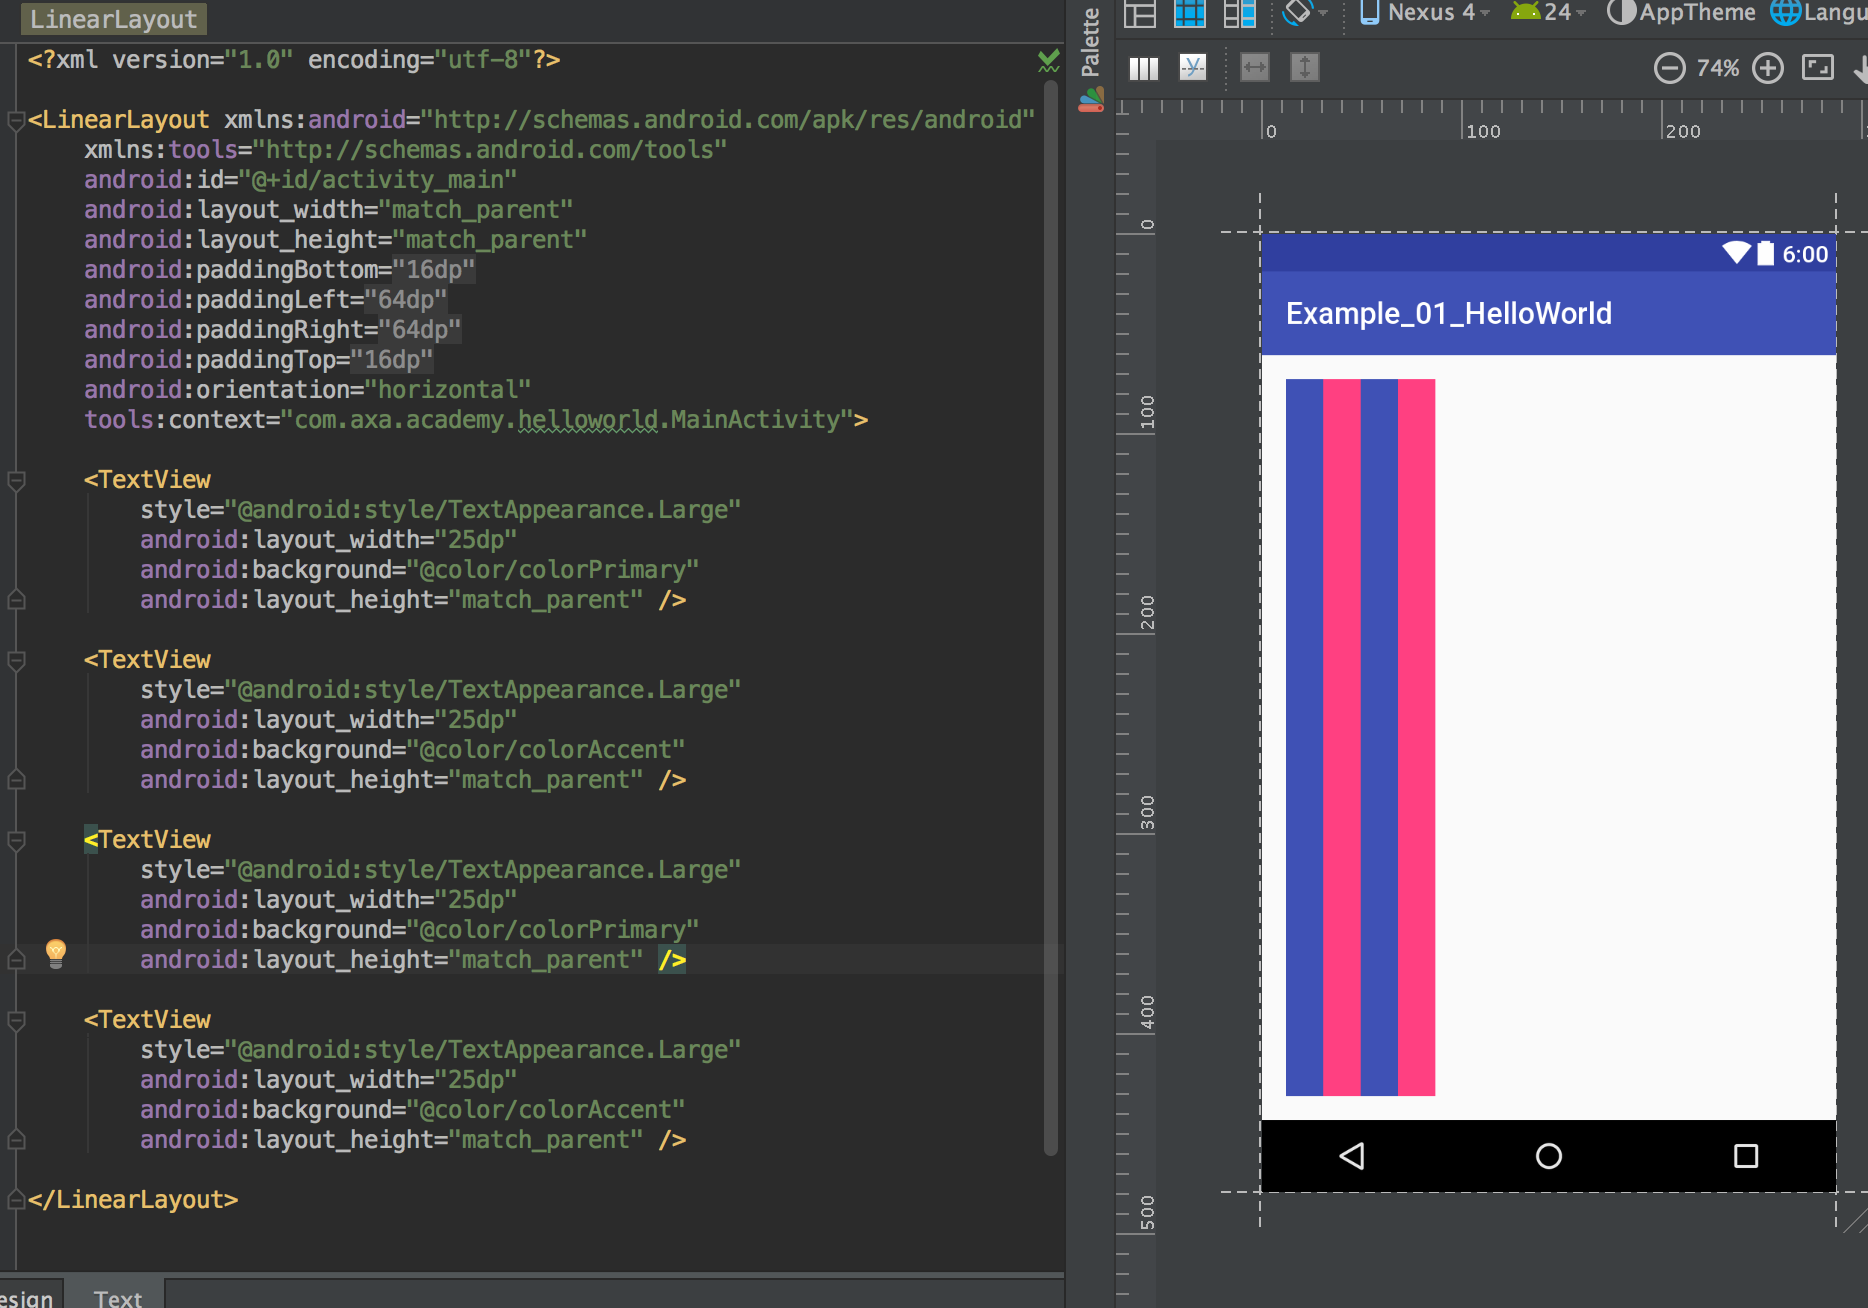 LinearLayout
<?xml version="1.0" encoding="utf-8"?>
<LinearLayout xmlns:android="http://schemas.android.com/apk/res/android"
xmlns:tools="http://schemas.android.com/tools"
android:id="@+id/activity_main"
android:layout_width="match_parent"
android:layout_height="match_parent"
android:paddingBottom="16dp"
android:paddingLeft="64dp"
android:paddingRight="64dp"
android:paddingTop="16dp"
android:orientation="horizontal"
tools:context="com.axa.academy.helloworld.MainActivity">
<TextView
style="@android:style/TextAppearance.Large"
android:layout_width="25dp"
android:background="@color/colorPrimary"
android:layout_height="match_parent" />
<TextView
style="@android:style/TextAppearance.Large"
android:layout_width="25dp"
android:background="@color/colorAccent"
android:layout_height="match_parent" />
<TextView
style="@android:style/TextAppearance.Large"
android:layout_width="25dp"
android:background="@color/colorPrimary"
android:layout_height="match_parent" />
<TextView
style="@android:style/TextAppearance.Large"
android:layout_width="25dp"
android:background="@color/colorAccent"
android:layout_height="match_parent" />
</LinearLayout>
esign Text
Palette
Nexus 4 24 AppTheme Langu
74%
0 100 200
0
100
200
300
400
500
6:00
Example_01_HelloWorld